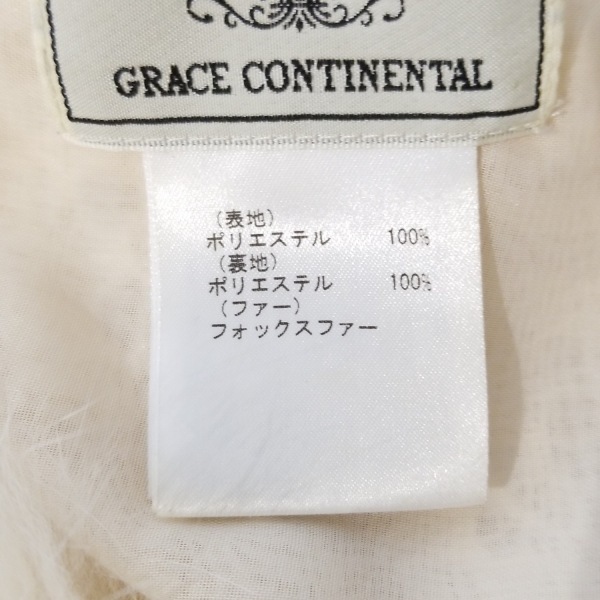 GRACE CONTINENTAL
(表地)
ポリエステル 100%
(裏地)
ポリエステル 100%
(ファー)
フォックスファー